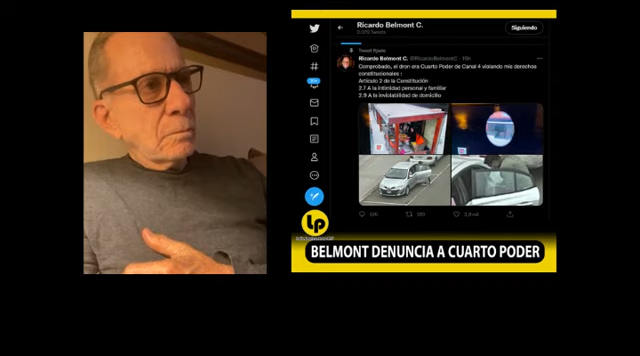 Ricardo Belmont C.
Siguiendo
Ricardo Belmont C. @RicardoBelmontC · 15h
Comprobado, el dron era Cuarto Poder de Canal 4 violando mis derechos
constitucionales :
Artículo 2 de la Constitución
2.7 A la intimidad personal y familiar
2.9 A la inviolabilidad de domicilio
Lp
BELMONT DENUNCIA A CUARTO PODER